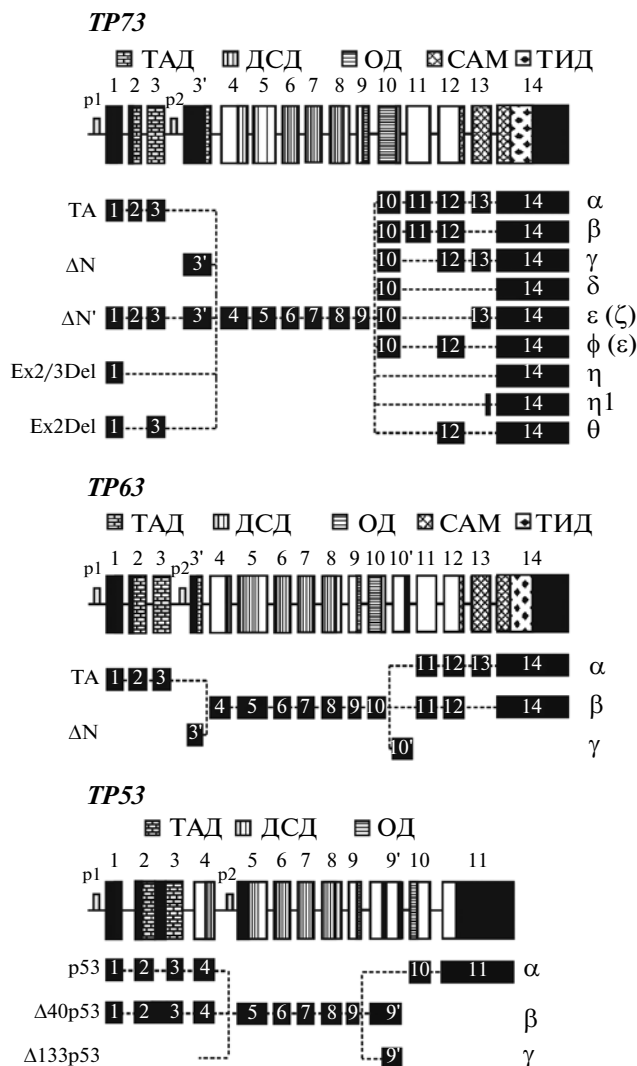 TP73
ТАД ДСД ОД САМ ТИД
1 2 3 3' 4 5 6 7 8 9 10 11 12 13 14
p1 p2
TA 1 2 3 10 11 12 13 14 α
10 11 12 14 β
ΔN 3' 10 12 13 14 γ
10 14 δ
ΔN' 1 2 3 3' 4 5 6 7 8 9 10 13 14 ε (ζ)
10 12 14 ϕ (ε)
Ex2/3Del 1 14 η
14 η1
Ex2Del 1 3 12 14 θ
TP63
ТАД ДСД ОД САМ ТИД
1 2 3 3' 4 5 6 7 8 9 10 10' 11 12 13 14
p1 p2
TA 1 2 3 11 12 13 14 α
4 5 6 7 8 9 10 11 12 14 β
ΔN 3' 10' γ
TP53
ТАД ДСД ОД
1 2 3 4 5 6 7 8 9 9' 10 11
p1 p2
p53 1 2 3 4 10 11 α
Δ40p53 1 2 3 4 5 6 7 8 9 9' β
Δ133p53 9' γ